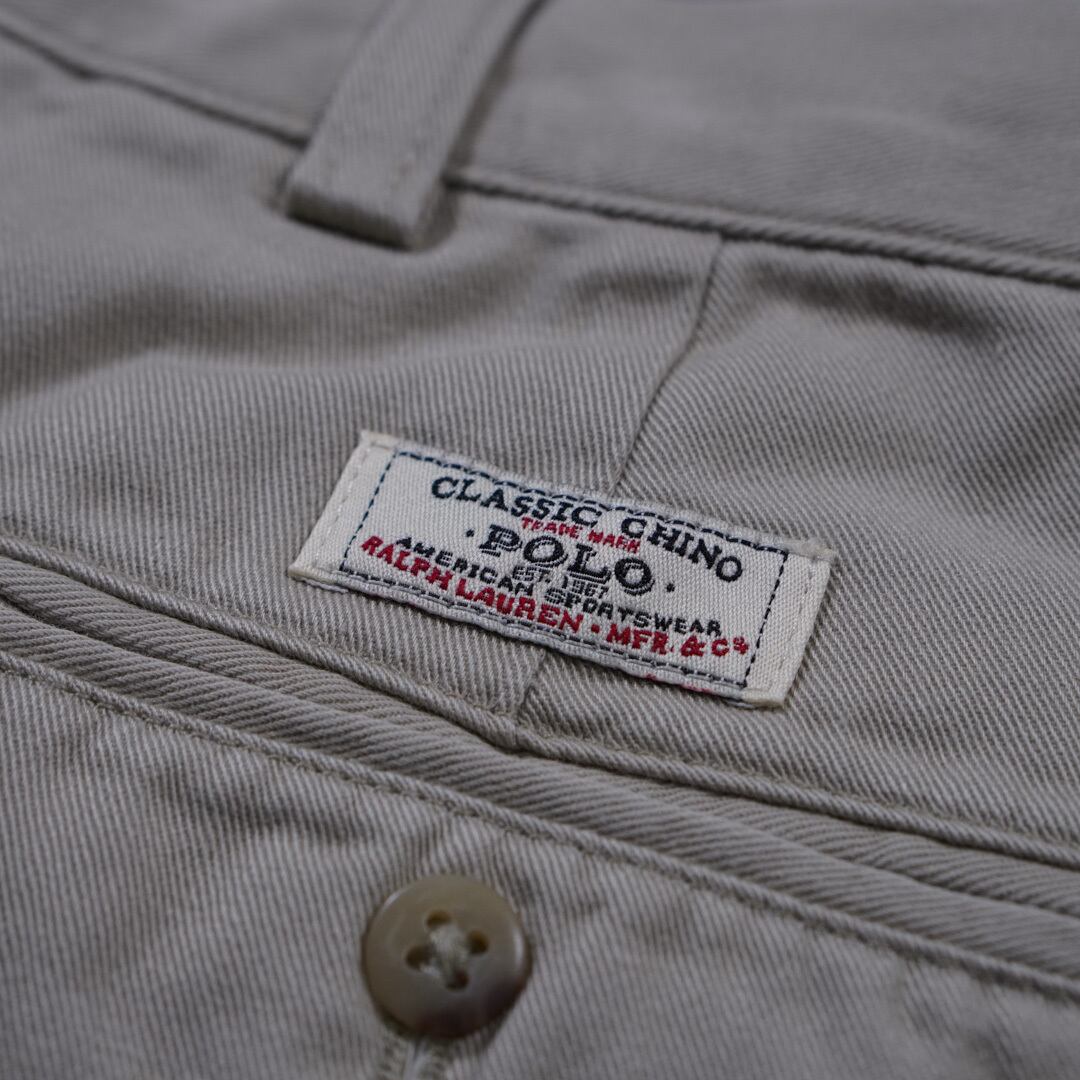 CLASSIC CHINO
TRADE MARK
·POLO·
EST. 1967
AMERICAN SPORTSWEAR
RALPH LAUREN · MFR. & Cº